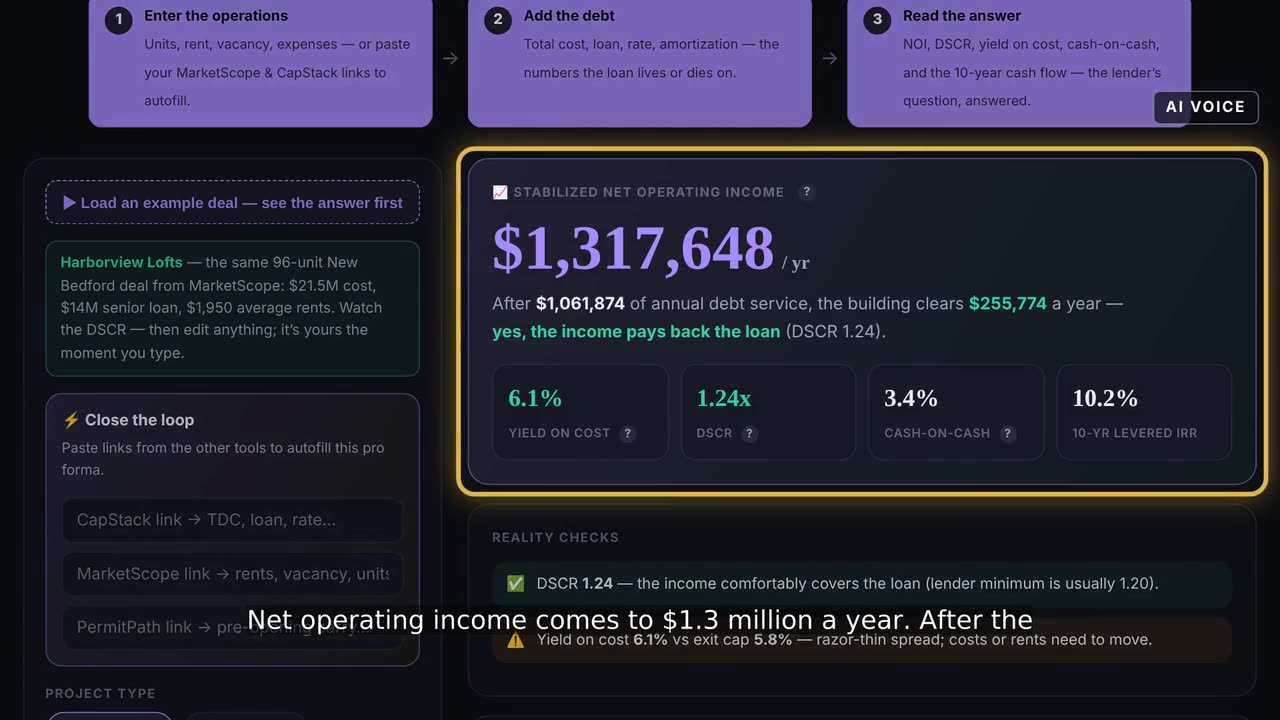 1
Enter the operations
Units, rent, vacancy, expenses — or paste
your MarketScope & CapStack links to
autofill.
→
2
Add the debt
Total cost, loan, rate, amortization — the
numbers the loan lives or dies on.
→
3
Read the answer
NOI, DSCR, yield on cost, cash-on-cash,
and the 10-year cash flow — the lender's
question, answered.
AI VOICE
▶ Load an example deal — see the answer first
Harborview Lofts — the same 96-unit New
Bedford deal from MarketScope: $21.5M cost,
$14M senior loan, $1,950 average rents. Watch
the DSCR — then edit anything; it's yours the
moment you type.
⚡ Close the loop
Paste links from the other tools to autofill this pro
forma.
CapStack link → TDC, loan, rate...
MarketScope link → rents, vacancy, units
PermitPath link → pre-opening carry...
PROJECT TYPE
📈 STABILIZED NET OPERATING INCOME ?
$1,317,648 / yr
After $1,061,874 of annual debt service, the building clears $255,774 a year —
yes, the income pays back the loan (DSCR 1.24).
6.1%
YIELD ON COST ?
1.24x
DSCR ?
3.4%
CASH-ON-CASH ?
10.2%
10-YR LEVERED IRR
REALITY CHECKS
✅ DSCR 1.24 — the income comfortably covers the loan (lender minimum is usually 1.20).
⚠️ Yield on cost 6.1% vs exit cap 5.8% — razor-thin spread; costs or rents need to move.
Net operating income comes to $1.3 million a year. After the